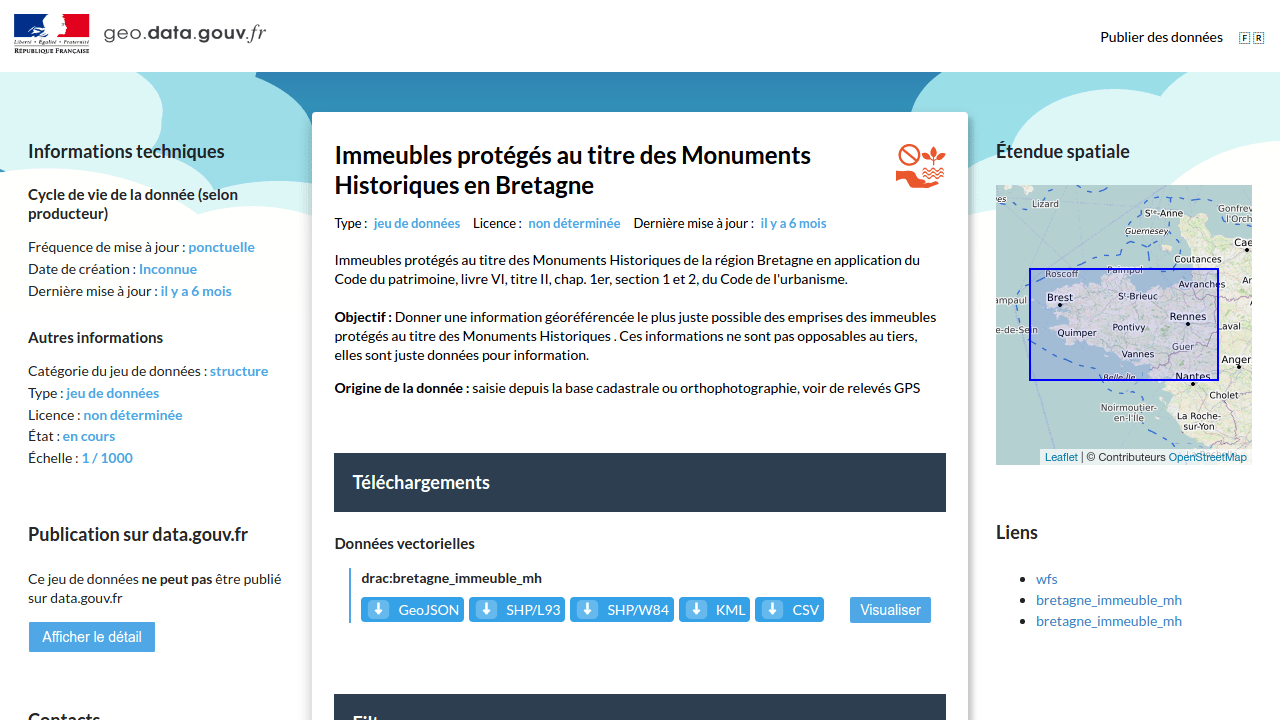 Liberté • Égalité • Fraternité
RÉPUBLIQUE FRANÇAISE
geo.data.gouv.fr
Publier des données
FR
Informations techniques
Cycle de vie de la donnée (selon
producteur)
Fréquence de mise à jour : ponctuelle
Date de création : Inconnue
Dernière mise à jour : il y a 6 mois
Autres informations
Catégorie du jeu de données : structure
Type : jeu de données
Licence : non déterminée
État : en cours
Échelle : 1 / 1000
Publication sur data.gouv.fr
Ce jeu de données ne peut pas être publié
sur data.gouv.fr
Afficher le détail
Contacts
Immeubles protégés au titre des Monuments
Historiques en Bretagne
Type : jeu de données Licence : non déterminée Dernière mise à jour : il y a 6 mois
Immeubles protégés au titre des Monuments Historiques de la région Bretagne en application du
Code du patrimoine, livre VI, titre II, chap. 1er, section 1 et 2, du Code de l'urbanisme.
Objectif : Donner une information géoréférencée le plus juste possible des emprises des immeubles
protégés au titre des Monuments Historiques . Ces informations ne sont pas opposables au tiers,
elles sont juste données pour information.
Origine de la donnée : saisie depuis la base cadastrale ou orthophotographie, voir de relevés GPS
Téléchargements
Données vectorielles
drac:bretagne_immeuble_mh
GeoJSON SHP/L93 SHP/W84 KML CSV Visualiser
Étendue spatiale
Lizard
Ste-Anne
Gonfrev
l'Orch
Guernesey
Cae
Coutances
Roscoff
Paimpol
Avranches
ampaul
Brest
St-Brieuc
e-de-Sein
Quimper
Pontivy
Rennes
Laval
Guer
Vannes
Angers
Belle-Île
Nantes
Cholet
Noirmoutier-
en-l'Île
La Roche-
sur-Yon
Leaflet | © Contributeurs OpenStreetMap
Liens
wfs
bretagne_immeuble_mh
bretagne_immeuble_mh